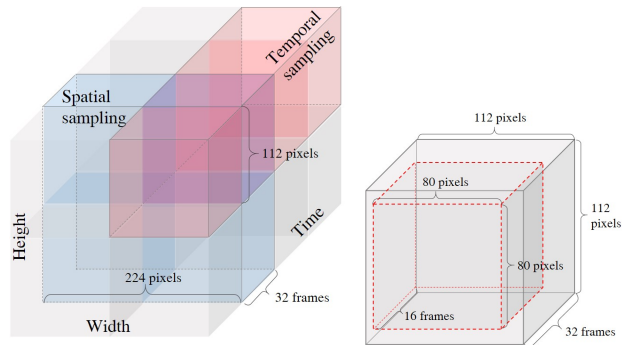 Spatial
sampling
Temporal
sampling
112 pixels
Height
Time
224 pixels
32 frames
Width
112 pixels
80 pixels
112
pixels
80 pixels
16 frames
32 frames